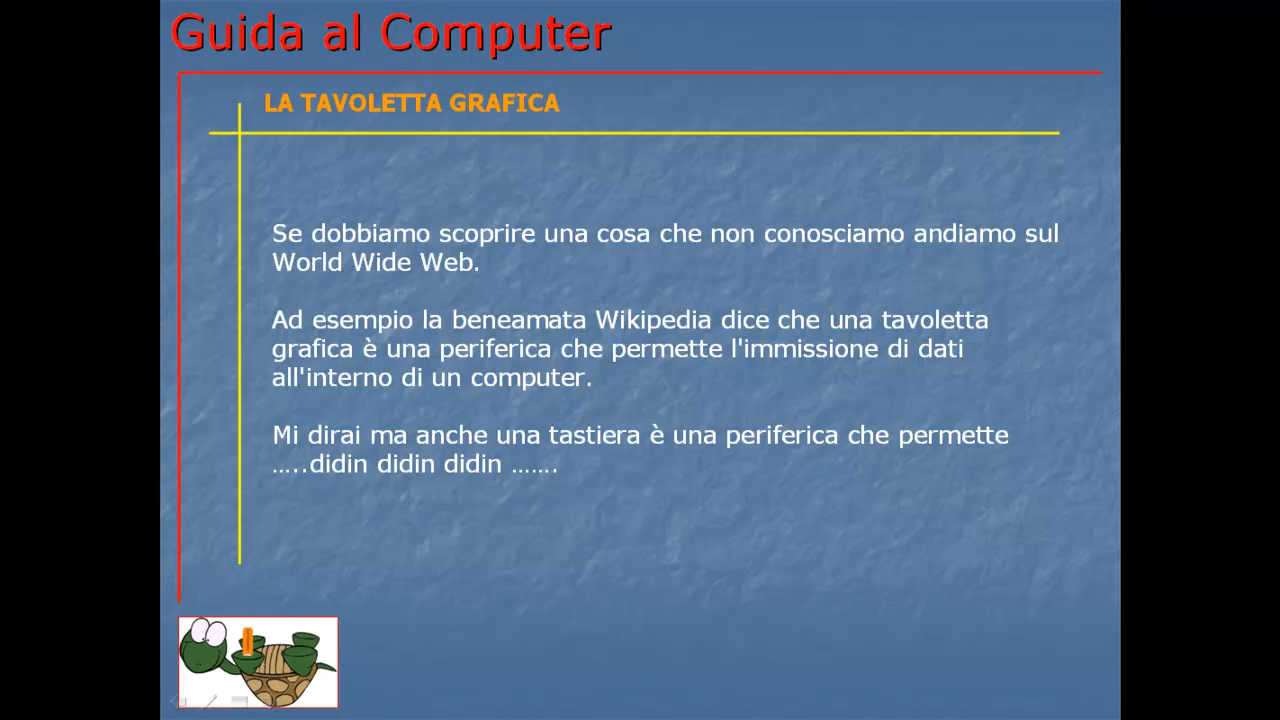 Guida al Computer
LA TAVOLETTA GRAFICA
Se dobbiamo scoprire una cosa che non conosciamo andiamo sul
World Wide Web.
Ad esempio la beneamata Wikipedia dice che una tavoletta
grafica è una periferica che permette l'immissione di dati
all'interno di un computer.
Mi dirai ma anche una tastiera è una periferica che permette
…..didin didin didin …….